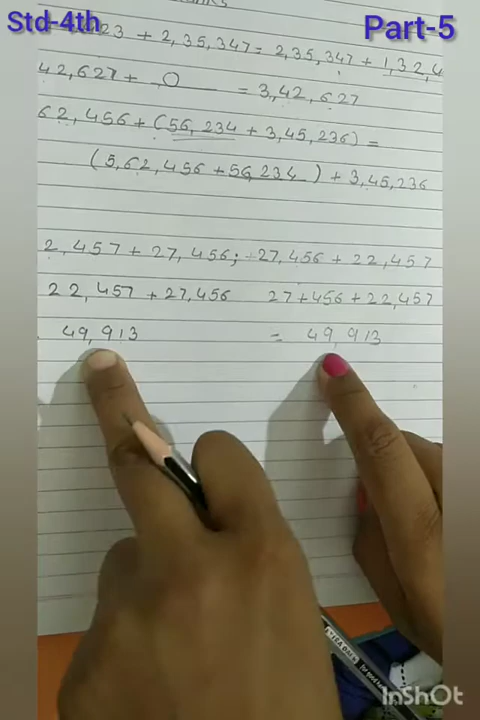 Std-4th
Part-5
23 + 2,35,347 = 2,35,347 + 1,32,4
42,627 + 0 = 3,42,627
62,456 + (56,234 + 3,45,236) =
(5,62,456 + 56,234) + 3,45,236
2,457 + 27,456; 27,456 + 22,457
22,457 + 27,456 27+456 + 22,457
49,913 = 49,913
InShOt